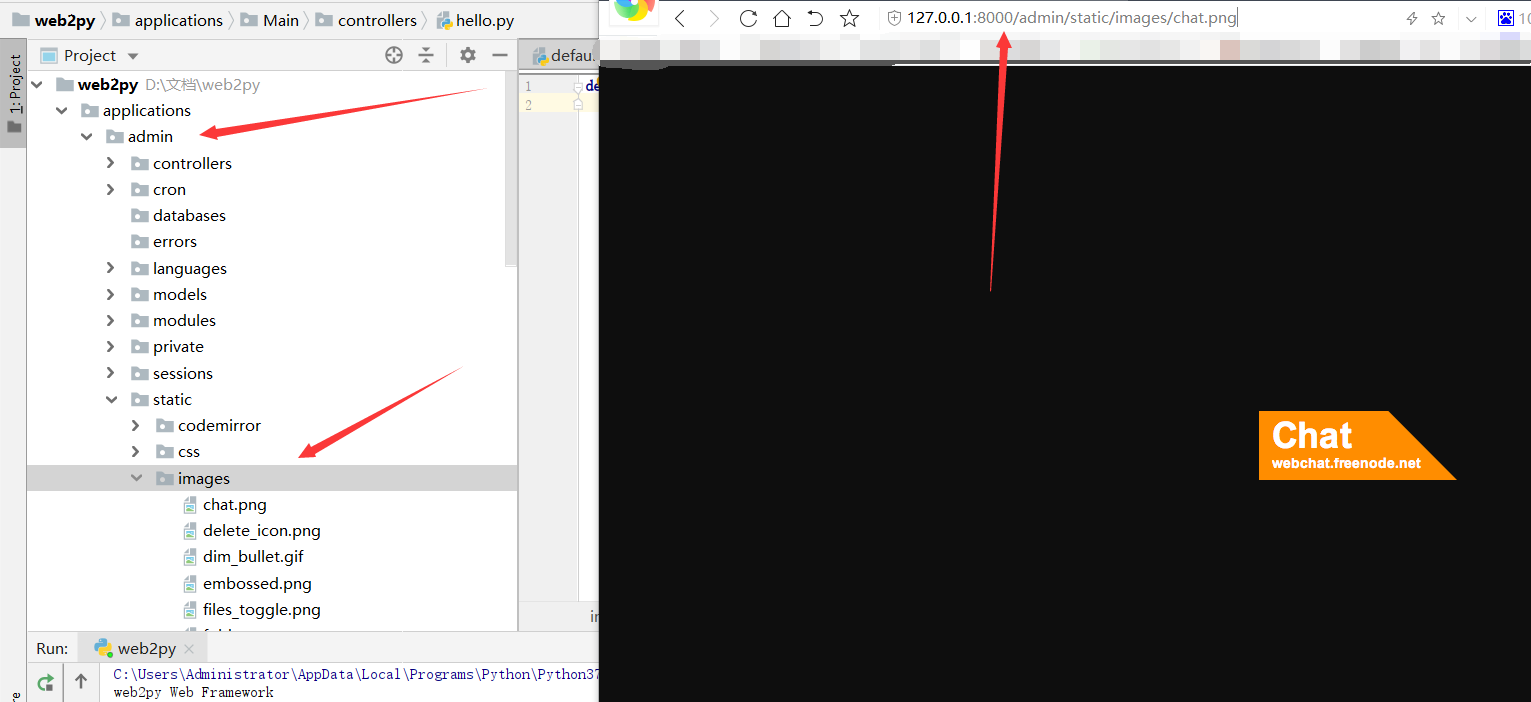 web2py applications Main controllers hello.py
127.0.0.1:8000/admin/static/images/chat.png
10
Project
defau
1: Project
web2py D:\文档\web2py
1
de
applications
2
admin
controllers
cron
databases
errors
languages
models
modules
private
sessions
static
codemirror
css
images
chat.png
delete_icon.png
dim_bullet.gif
embossed.png
files_toggle.png
Chat
webchat.freenode.net
Run: web2py
C:\Users\Administrator\AppData\Local\Programs\Python\Python37
web2py Web Framework